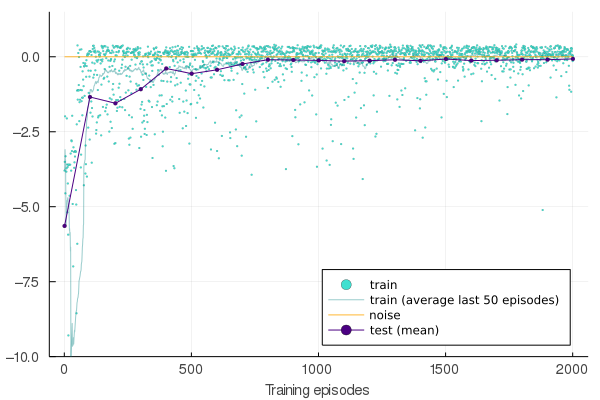 0.0
−2.5
−5.0
−7.5
−10.0
0 500 1000 1500 2000
Training episodes
train
train (average last 50 episodes)
noise
test (mean)